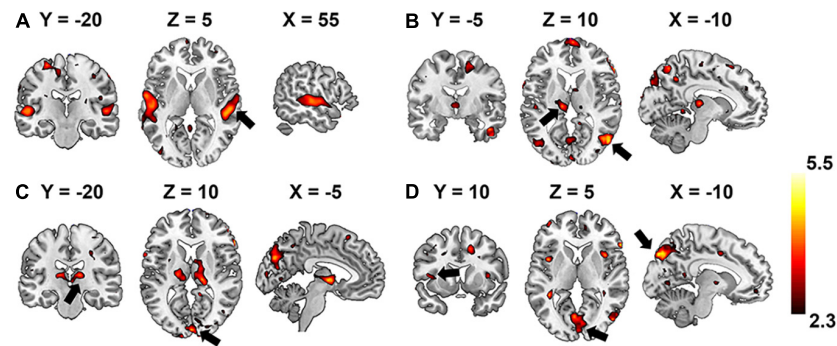 A Y = -20 Z = 5 X = 55
B Y = -5 Z = 10 X = -10
C Y = -20 Z = 10 X = -5
D Y = 10 Z = 5 X = -10
5.5
2.3